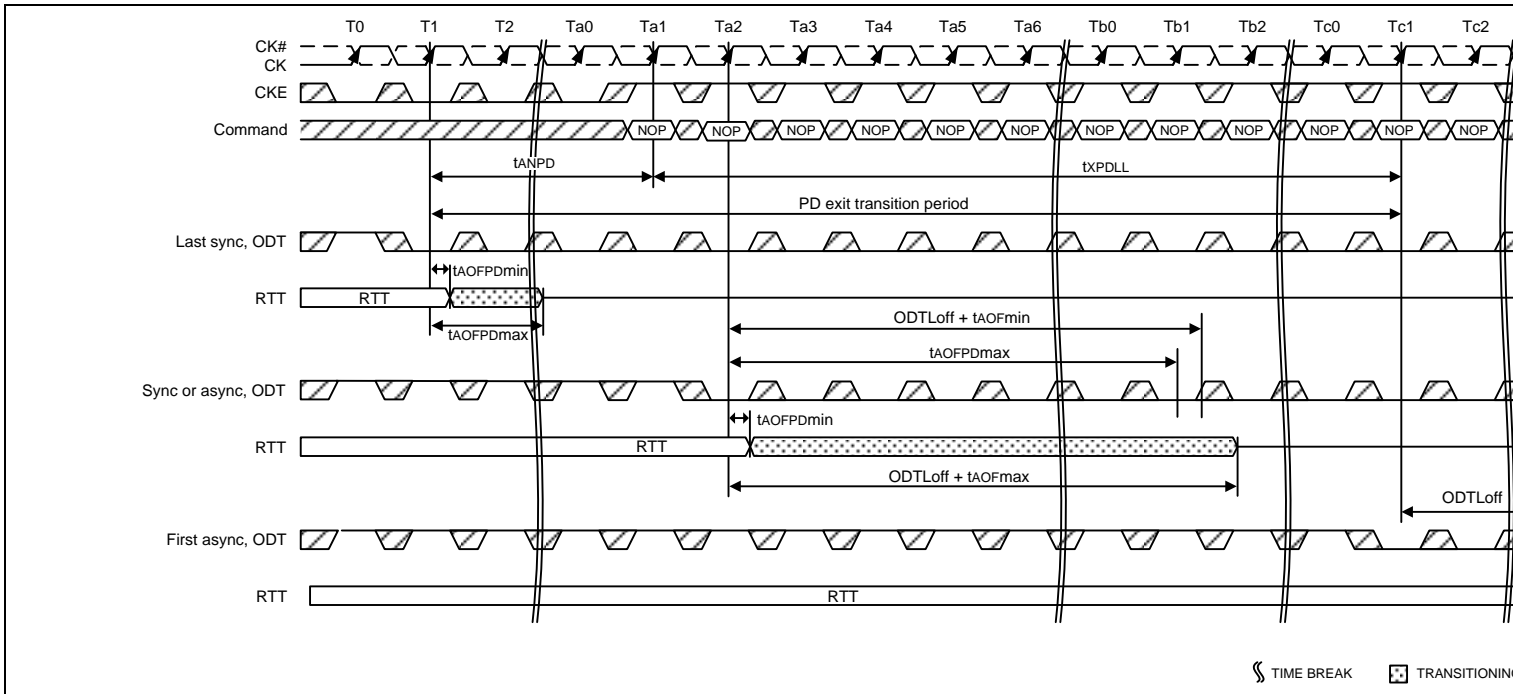 T0 T1 T2 Ta0 Ta1 Ta2 Ta3 Ta4 Ta5 Ta6 Tb0 Tb1 Tb2 Tc0 Tc1 Tc2
CK#
CK
CKE
Command NOP NOP NOP NOP NOP NOP NOP NOP NOP NOP NOP NOP
tANPD tXPDLL
PD exit transition period
Last sync, ODT
tAOFPDmin
RTT RTT
tAOFPDmax
ODTLoff + tAOFmin
tAOFPDmax
Sync or async, ODT
tAOFPDmin
RTT RTT
ODTLoff + tAOFmax
ODTLoff
First async, ODT
RTT RTT
TIME BREAK TRANSITIONING